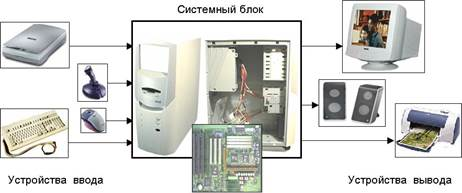 Системный блок
Устройства ввода
Устройства вывода